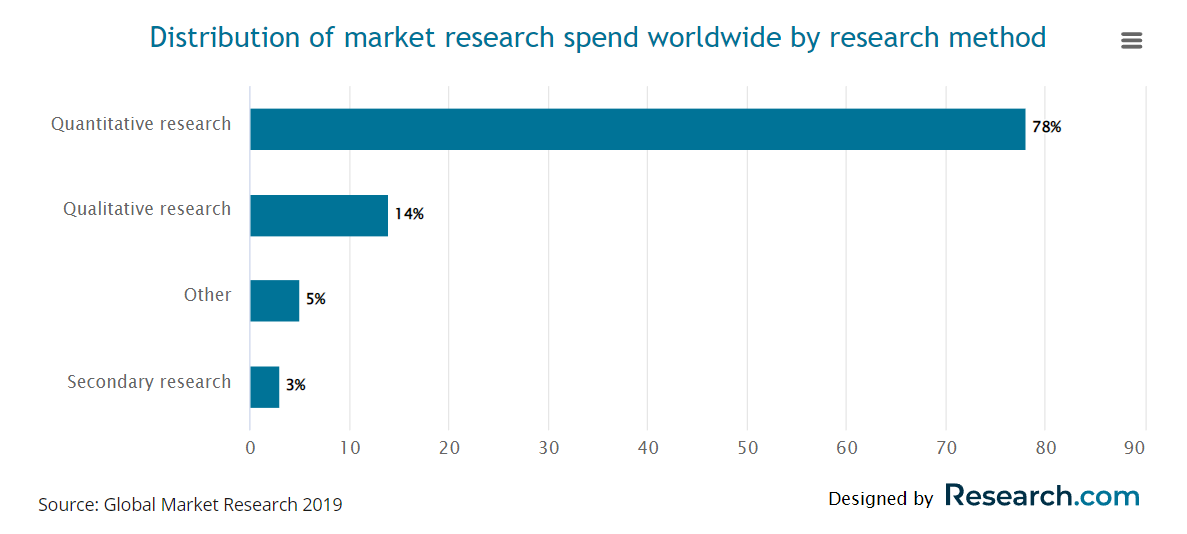 Distribution of market research spend worldwide by research method
Quantitative research 78%
Qualitative research 14%
Other 5%
Secondary research 3%
0 10 20 30 40 50 60 70 80 90
Source: Global Market Research 2019
Designed by Research.com